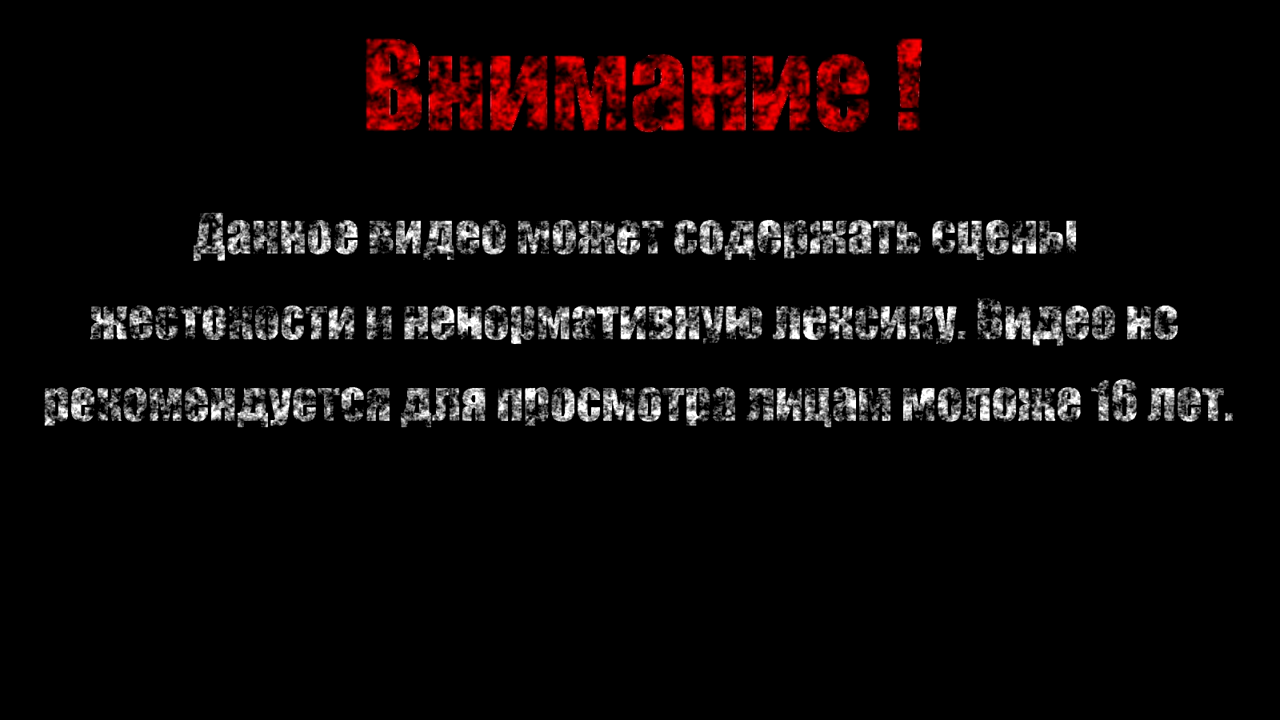 Внимание !
Данное видео может содержать сцены
жестокости и ненормативную лексику. Видео не
рекомендуется для просмотра лицам моложе 16 лет.